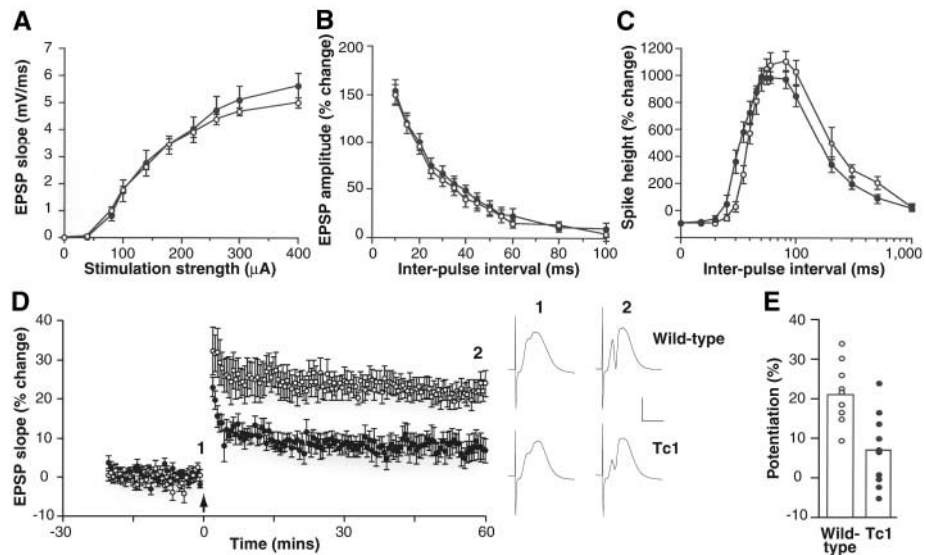 A
EPSP slope (mV/ms)
7
6
5
4
3
2
1
0
0
100
200
300
400
Stimulation strength (µA)
B
EPSP amplitude (% change)
200
150
100
50
0
0
20
40
60
80
100
Inter-pulse interval (ms)
C
Spike height (% change)
1200
1000
800
600
400
1200
0
0
100
1,000
Inter-pulse interval (ms)
D
EPSP slope (% change)
40
30
20
10
0
-10
-30
0
30
60
Time (mins)
1
2
1
2
Wild-type
Tc1
E
Potentiation (%)
40
30
20
10
0
-10
Wild-
type
Tc1